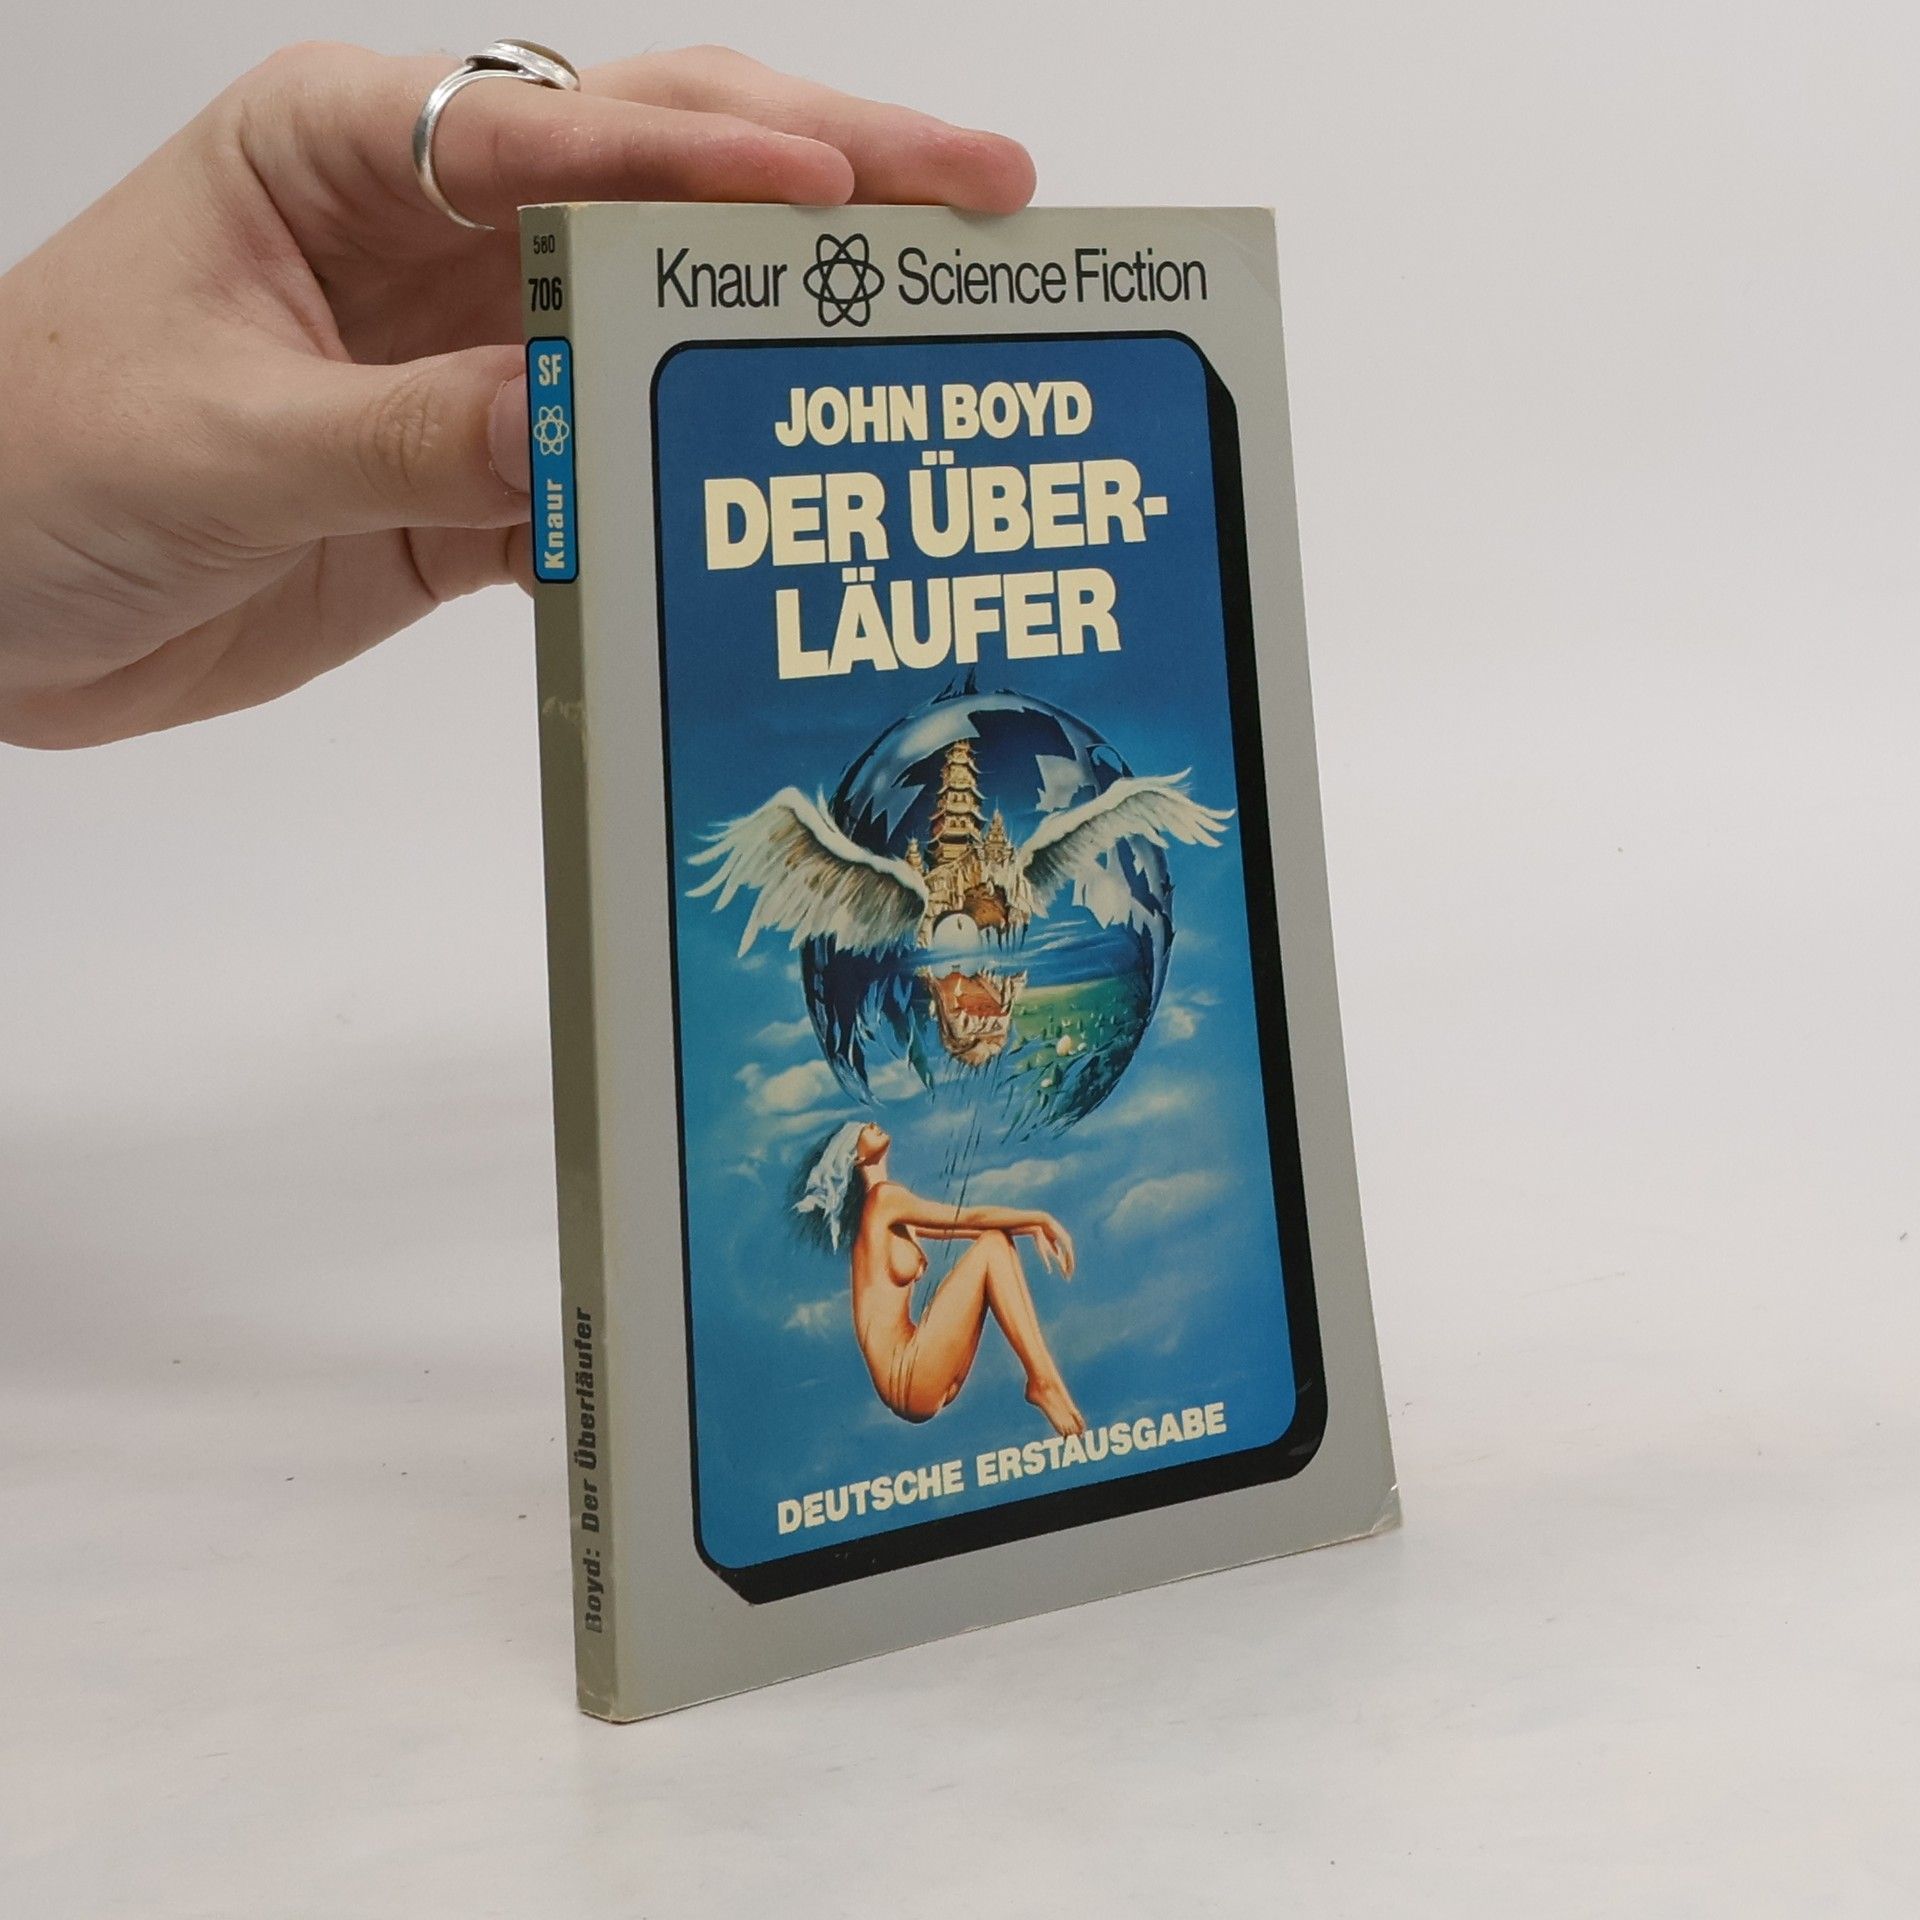 580
706
SF
Knaur
Boyd: Der Überläufer
Knaur Science Fiction
JOHN BOYD
DER ÜBER-
LÄUFER
DEUTSCHE ERSTAUSGABE